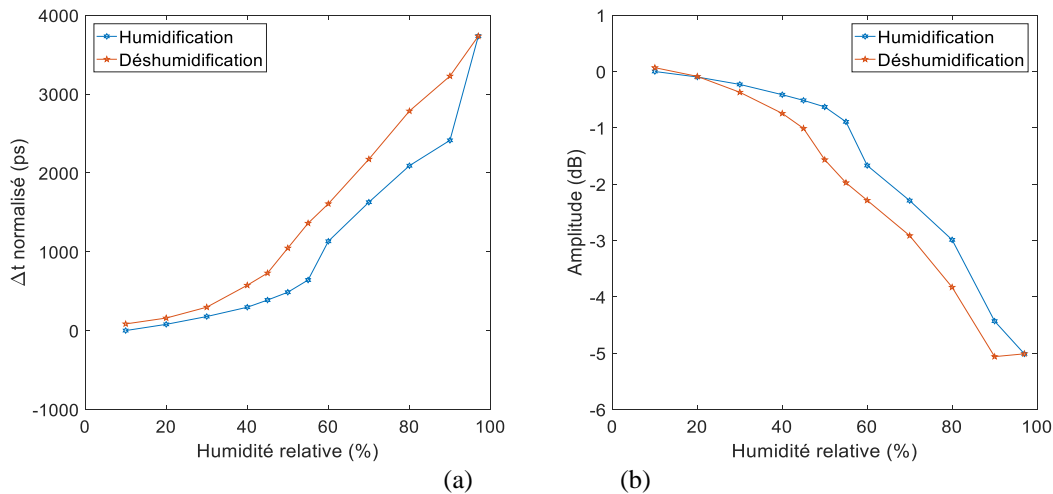 4000
3000
2000
1000
0
-1000
Δt normalisé (ps)
Humidification
Déshumidification
0 20 40 60 80 100
Humidité relative (%)
(a)
1
0
-1
-2
-3
-4
-5
-6
Amplitude (dB)
Humidification
Déshumidification
0 20 40 60 80 100
Humidité relative (%)
(b)